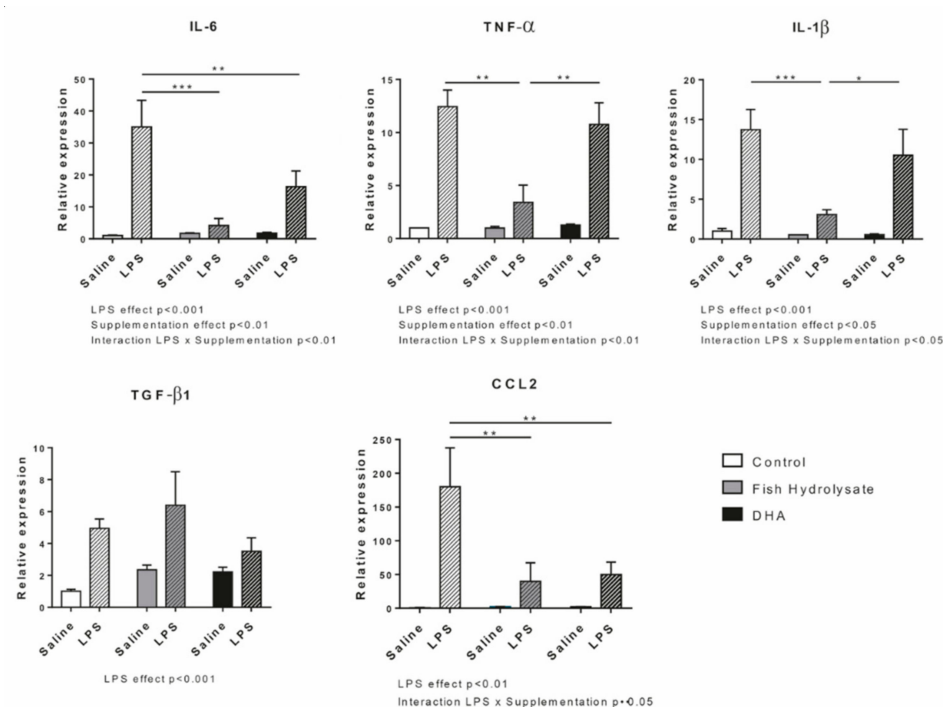 IL-6
**
***
Relative expression
50
40
30
20
10
0
Saline
LPS
Saline
LPS
Saline
LPS
LPS effect p<0.001
Supplementation effect p<0.01
Interaction LPS x Supplementation p<0.01
TNF-α
**
**
Relative expression
15
10
5
0
Saline
LPS
Saline
LPS
Saline
LPS
LPS effect p<0.001
Supplementation effect p<0.01
Interaction LPS x Supplementation p<0.01
IL-1β
***
*
Relative expression
20
15
10
5
0
Saline
LPS
Saline
LPS
Saline
LPS
LPS effect p<0.001
Supplementation effect p<0.05
Interaction LPS x Supplementation p<0.05
TGF-β1
Relative expression
10
8
6
4
2
0
Saline
LPS
Saline
LPS
Saline
LPS
LPS effect p<0.001
CCL2
**
**
Relative expression
250
200
150
100
50
0
Saline
LPS
Saline
LPS
Saline
LPS
LPS effect p<0.01
Interaction LPS x Supplementation p••0.05
Control
Fish Hydrolysate
DHA